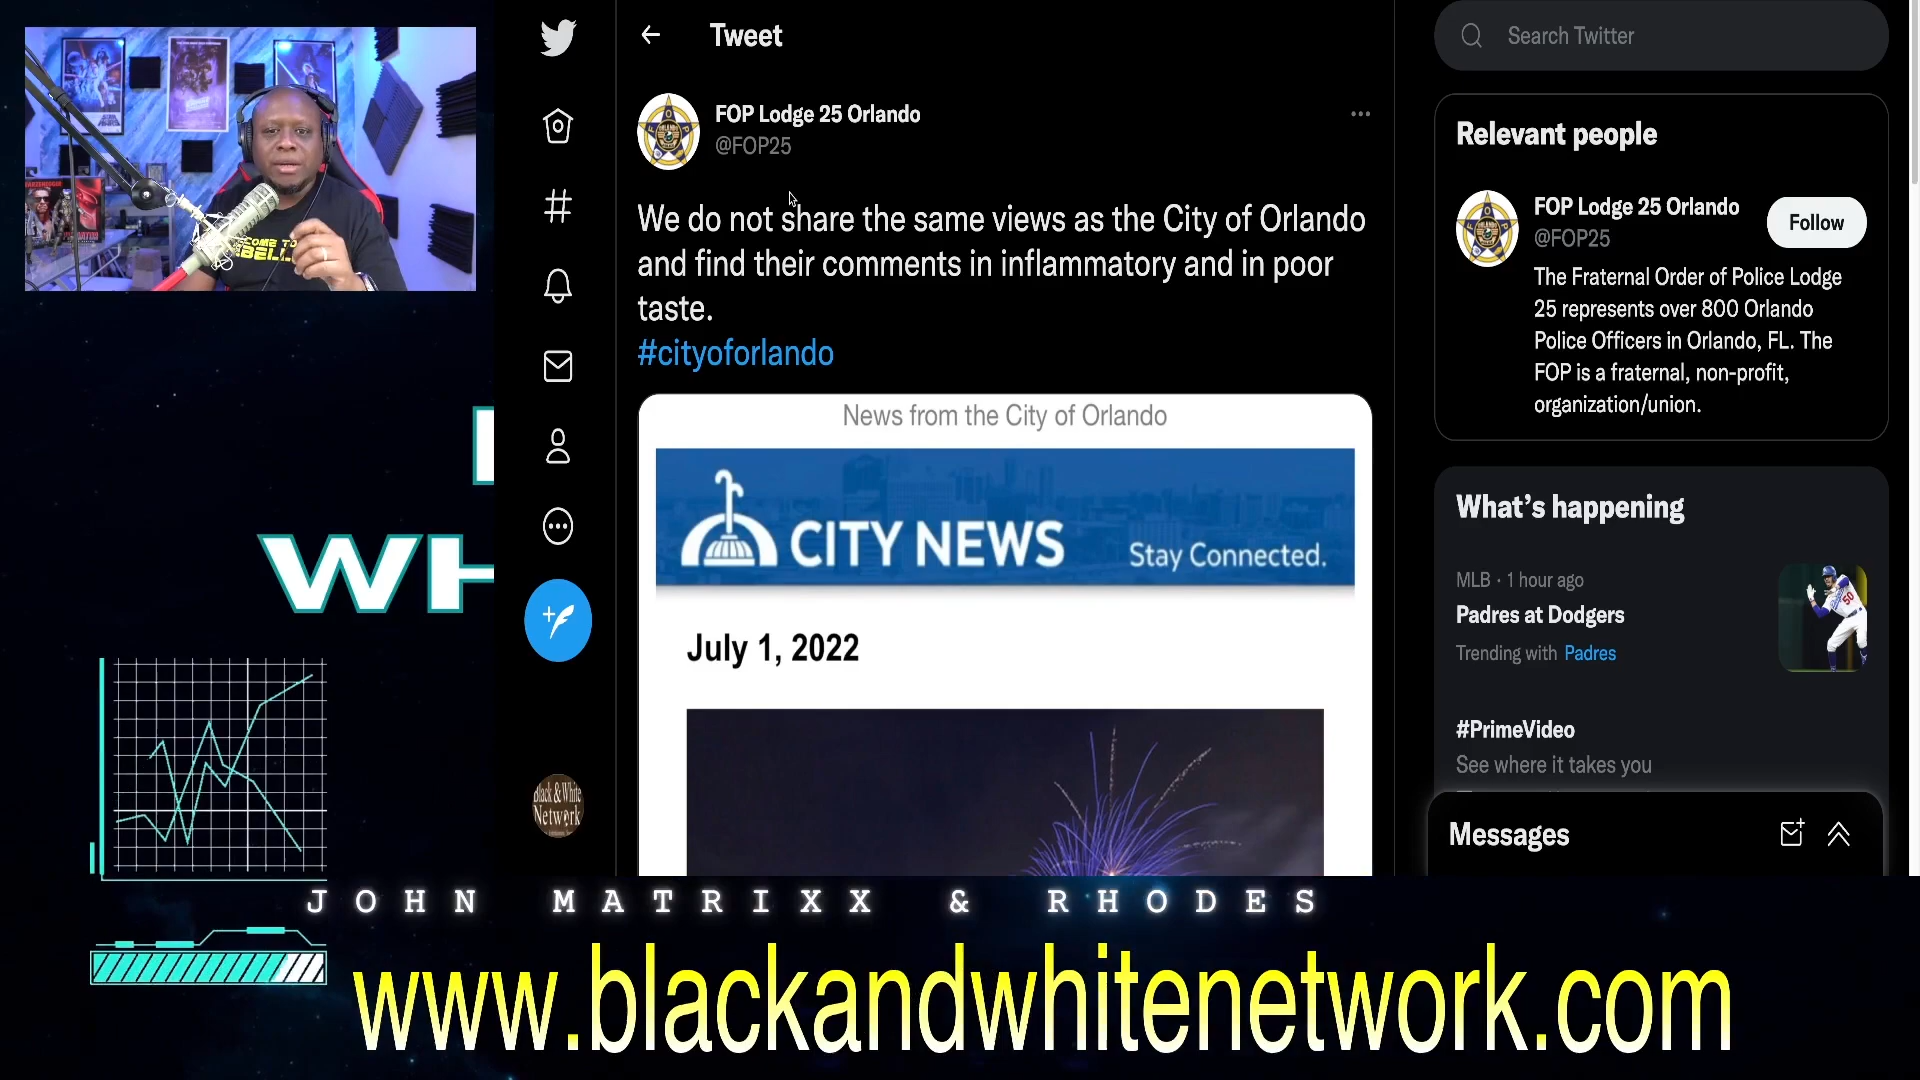 Tweet
Search Twitter
FOP Lodge 25 Orlando
@FOP25
We do not share the same views as the City of Orlando
and find their comments in inflammatory and in poor
taste.
#cityoforlando
News from the City of Orlando
CITY NEWS
Stay Connected.
July 1, 2022
Relevant people
FOP Lodge 25 Orlando
@FOP25
Follow
The Fraternal Order of Police Lodge
25 represents over 800 Orlando
Police Officers in Orlando, FL. The
FOP is a fraternal, non-profit,
organization/union.
What's happening
MLB · 1 hour ago
Padres at Dodgers
Trending with Padres
50
#PrimeVideo
See where it takes you
Messages
Black & White
Network
WH
JOHN MATRIXX & RHODES
www.blackandwhitenetwork.com